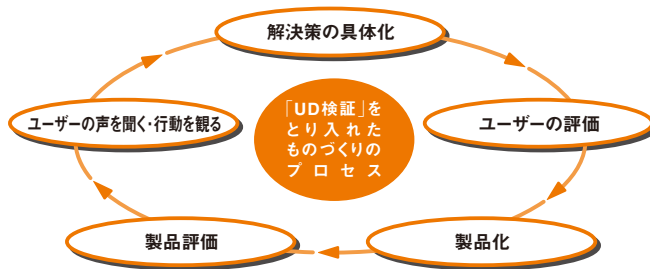 解決策の具体化
ユーザーの声を聞く・行動を観る
「UD検証」を
とり入れた
ものづくりの
プロセス
ユーザーの評価
製品評価
製品化